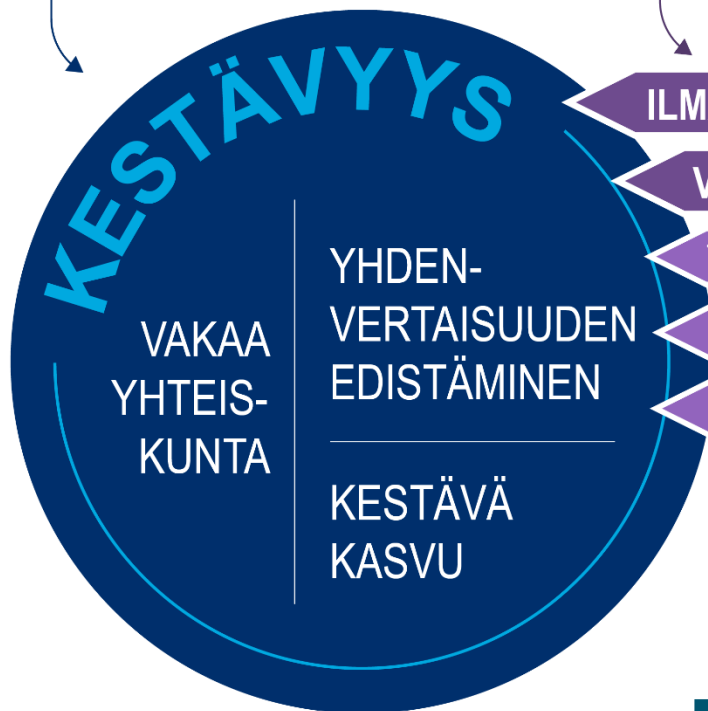 KESTÄVYYS
ILM
V
VAKAA
YHTEIS-
KUNTA
YHDEN-
VERTAISUUDEN
EDISTÄMINEN
KESTÄVÄ
KASVU